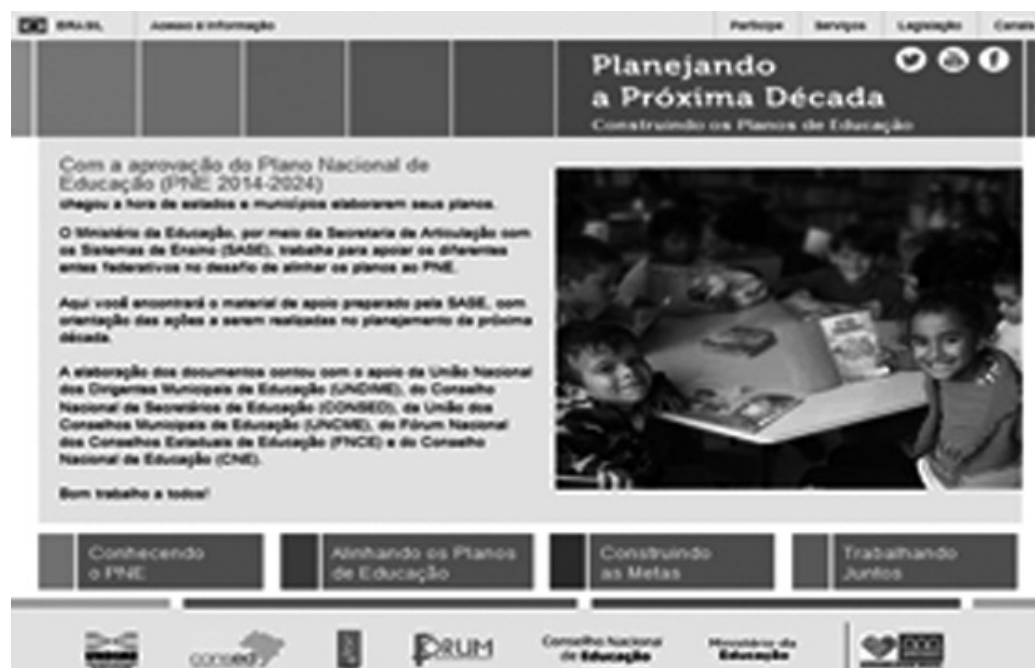 BRASIL
Acesso à informação
Participe
Serviços
Legislação
Canais
Planejando
a Próxima Década
Construindo os Planos de Educação
Com a aprovação do Plano Nacional de
Educação (PNE 2014-2024)
chegou a hora de estados e municípios elaborarem seus planos.
O Ministério da Educação, por meio da Secretaria de Articulação com
os Sistemas de Ensino (SASE), trabalha para apoiar os diferentes
entes federativos no desafio de alinhar os planos ao PNE.
Aqui você encontrará o material de apoio preparado pela SASE, com
orientação das ações a serem realizadas no planejamento da próxima
década.
A elaboração dos documentos contou com o apoio da União Nacional
dos Dirigentes Municipais de Educação (UNDIME), do Conselho
Nacional de Secretários de Educação (CONSED), da União dos
Conselhos Municipais de Educação (UNCME), do Fórum Nacional
dos Conselhos Estaduais de Educação (FNCE) e do Conselho
Nacional de Educação (CNE).
Bom trabalho a todos!
Conhecendo
o PNE
Alinhando os Planos
de Educação
Construindo
as Metas
Trabalhando
Juntos
consed
FÓRUM
Conselho Nacional
de Educação
Ministério da
Educação